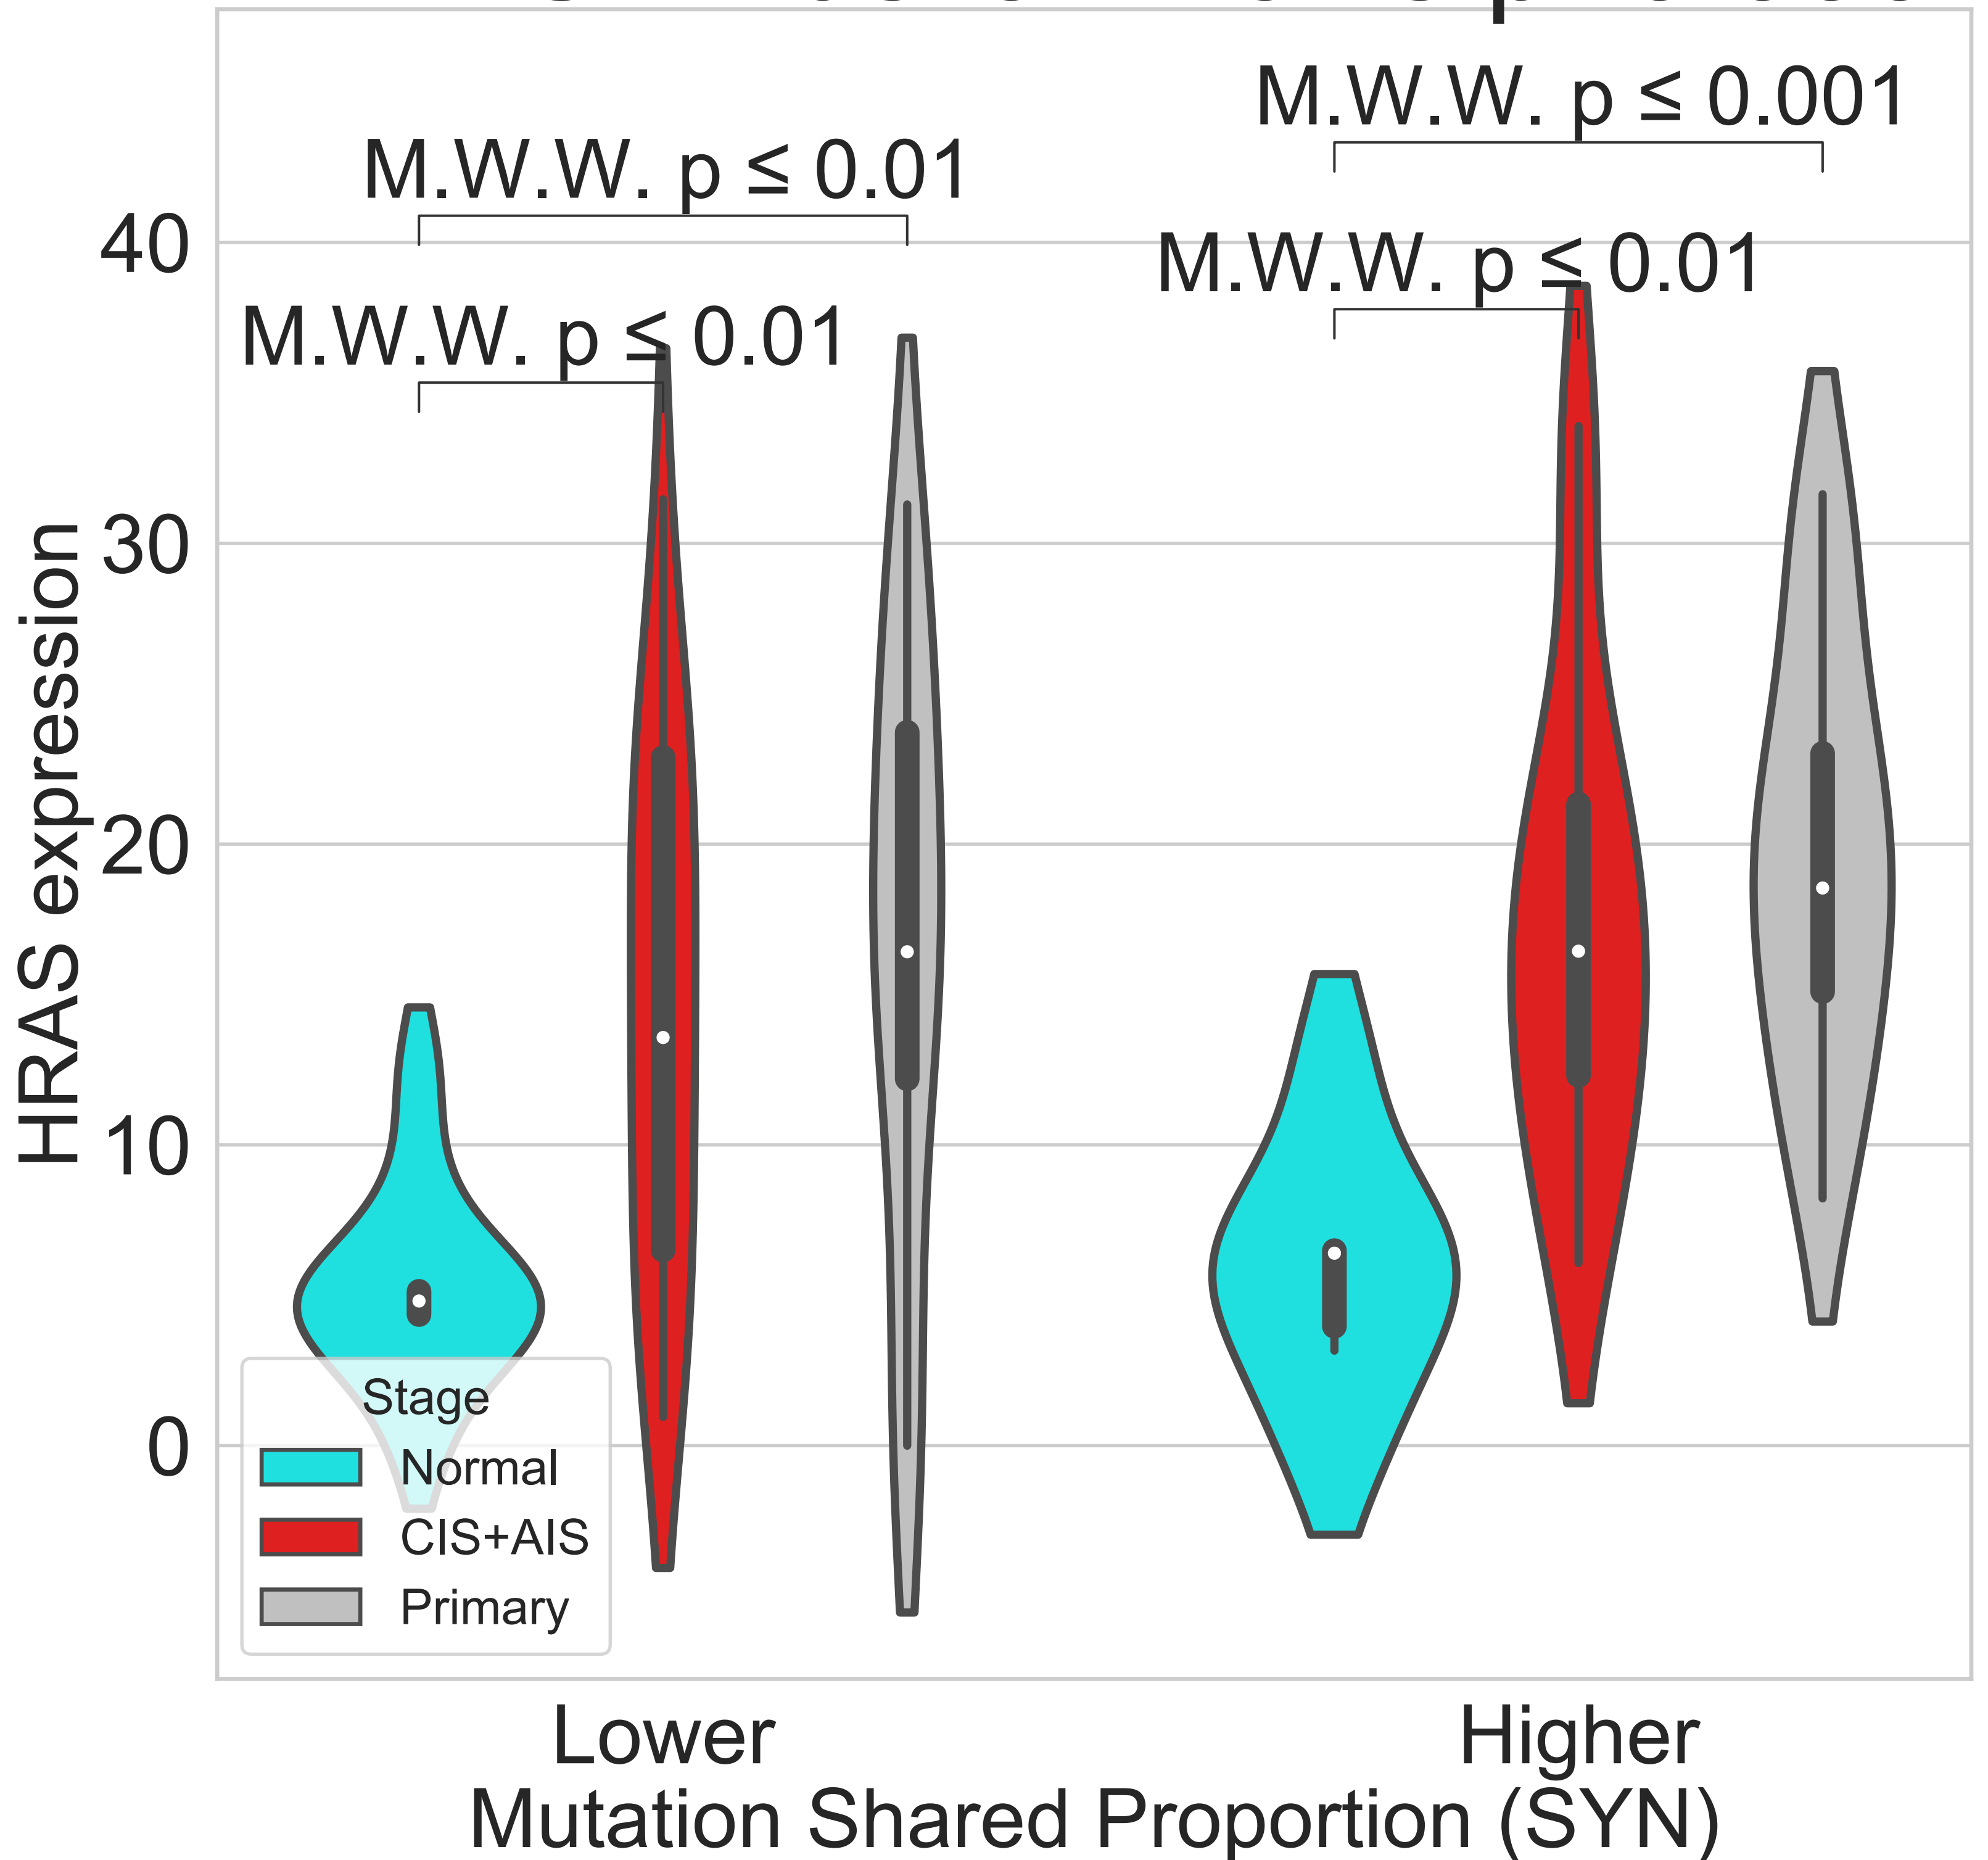 M.W.W. p ≤ 0.001
M.W.W. p ≤ 0.01
M.W.W. p ≤ 0.01
M.W.W. p ≤ 0.01
HRAS expression
40
30
20
10
0
Stage
Normal
CIS+AIS
Primary
Lower
Higher
Mutation Shared Proportion (SYN)